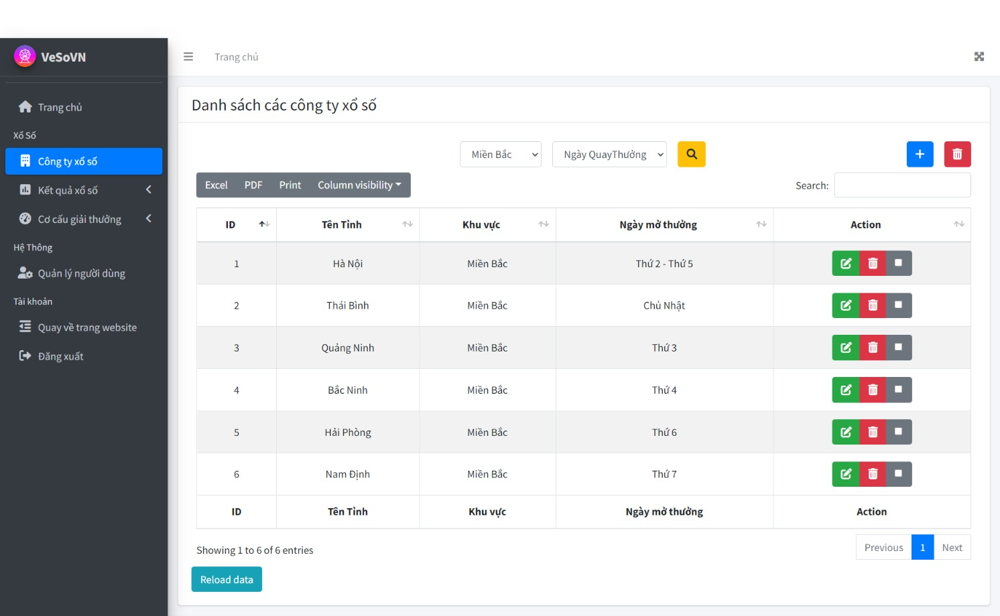 VeSoVN
Trang chủ
Trang chủ
Xổ Số
Công ty xổ số
Kết quả xổ số
Cơ cấu giải thưởng
Hệ Thông
Quản lý người dùng
Tài khoản
Quay về trang website
Đăng xuất
Danh sách các công ty xổ số
Miền Bắc Ngày QuayThưởng
Excel PDF Print Column visibility Search:
ID Tên Tỉnh Khu vực Ngày mở thưởng Action
1 Hà Nội Miền Bắc Thứ 2 - Thứ 5
2 Thái Bình Miền Bắc Chủ Nhật
3 Quảng Ninh Miền Bắc Thứ 3
4 Bắc Ninh Miền Bắc Thứ 4
5 Hải Phòng Miền Bắc Thứ 6
6 Nam Định Miền Bắc Thứ 7
ID Tên Tỉnh Khu vực Ngày mở thưởng Action
Showing 1 to 6 of 6 entries Previous 1 Next
Reload data